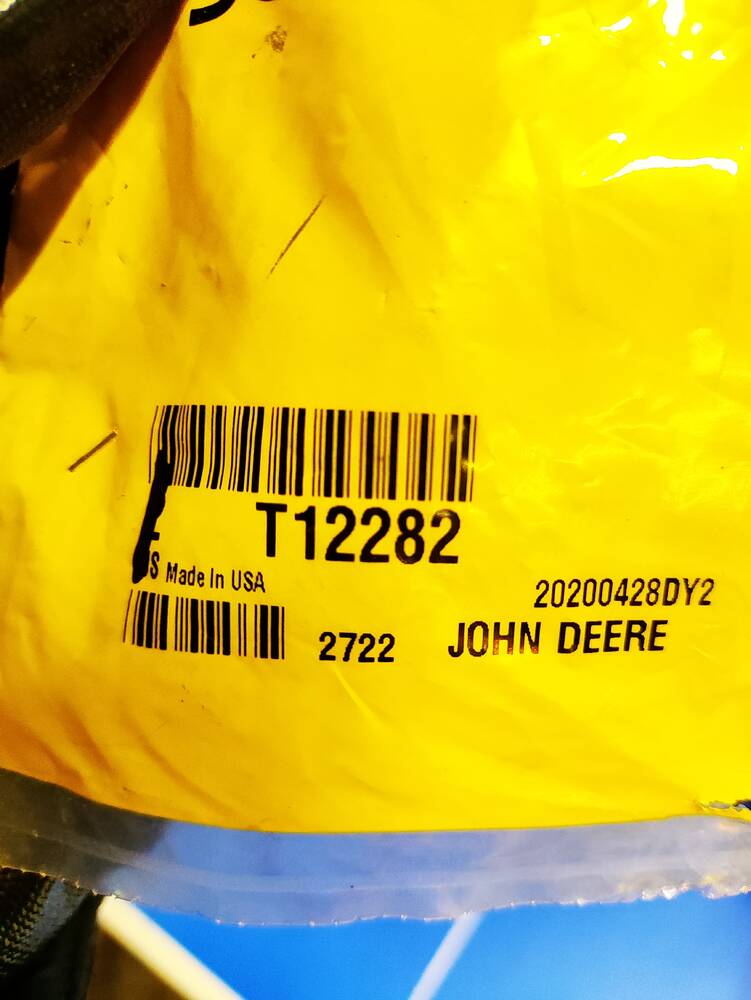 T12282
Made In USA
20200428DY2
2722
JOHN DEERE